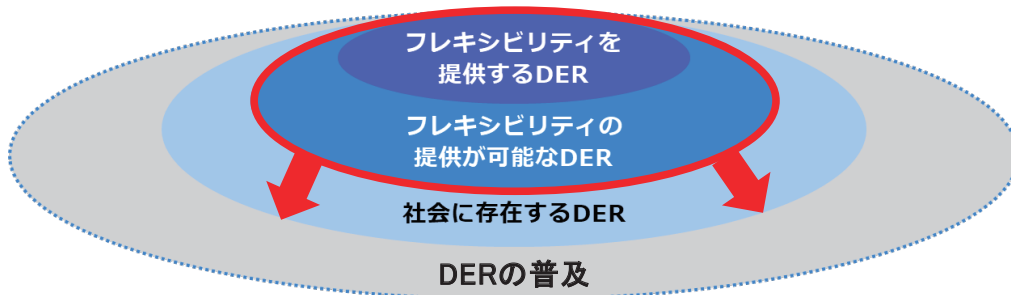 フレキシビリティを
提供するDER
フレキシビリティの
提供が可能なDER
社会に存在するDER
DERの普及